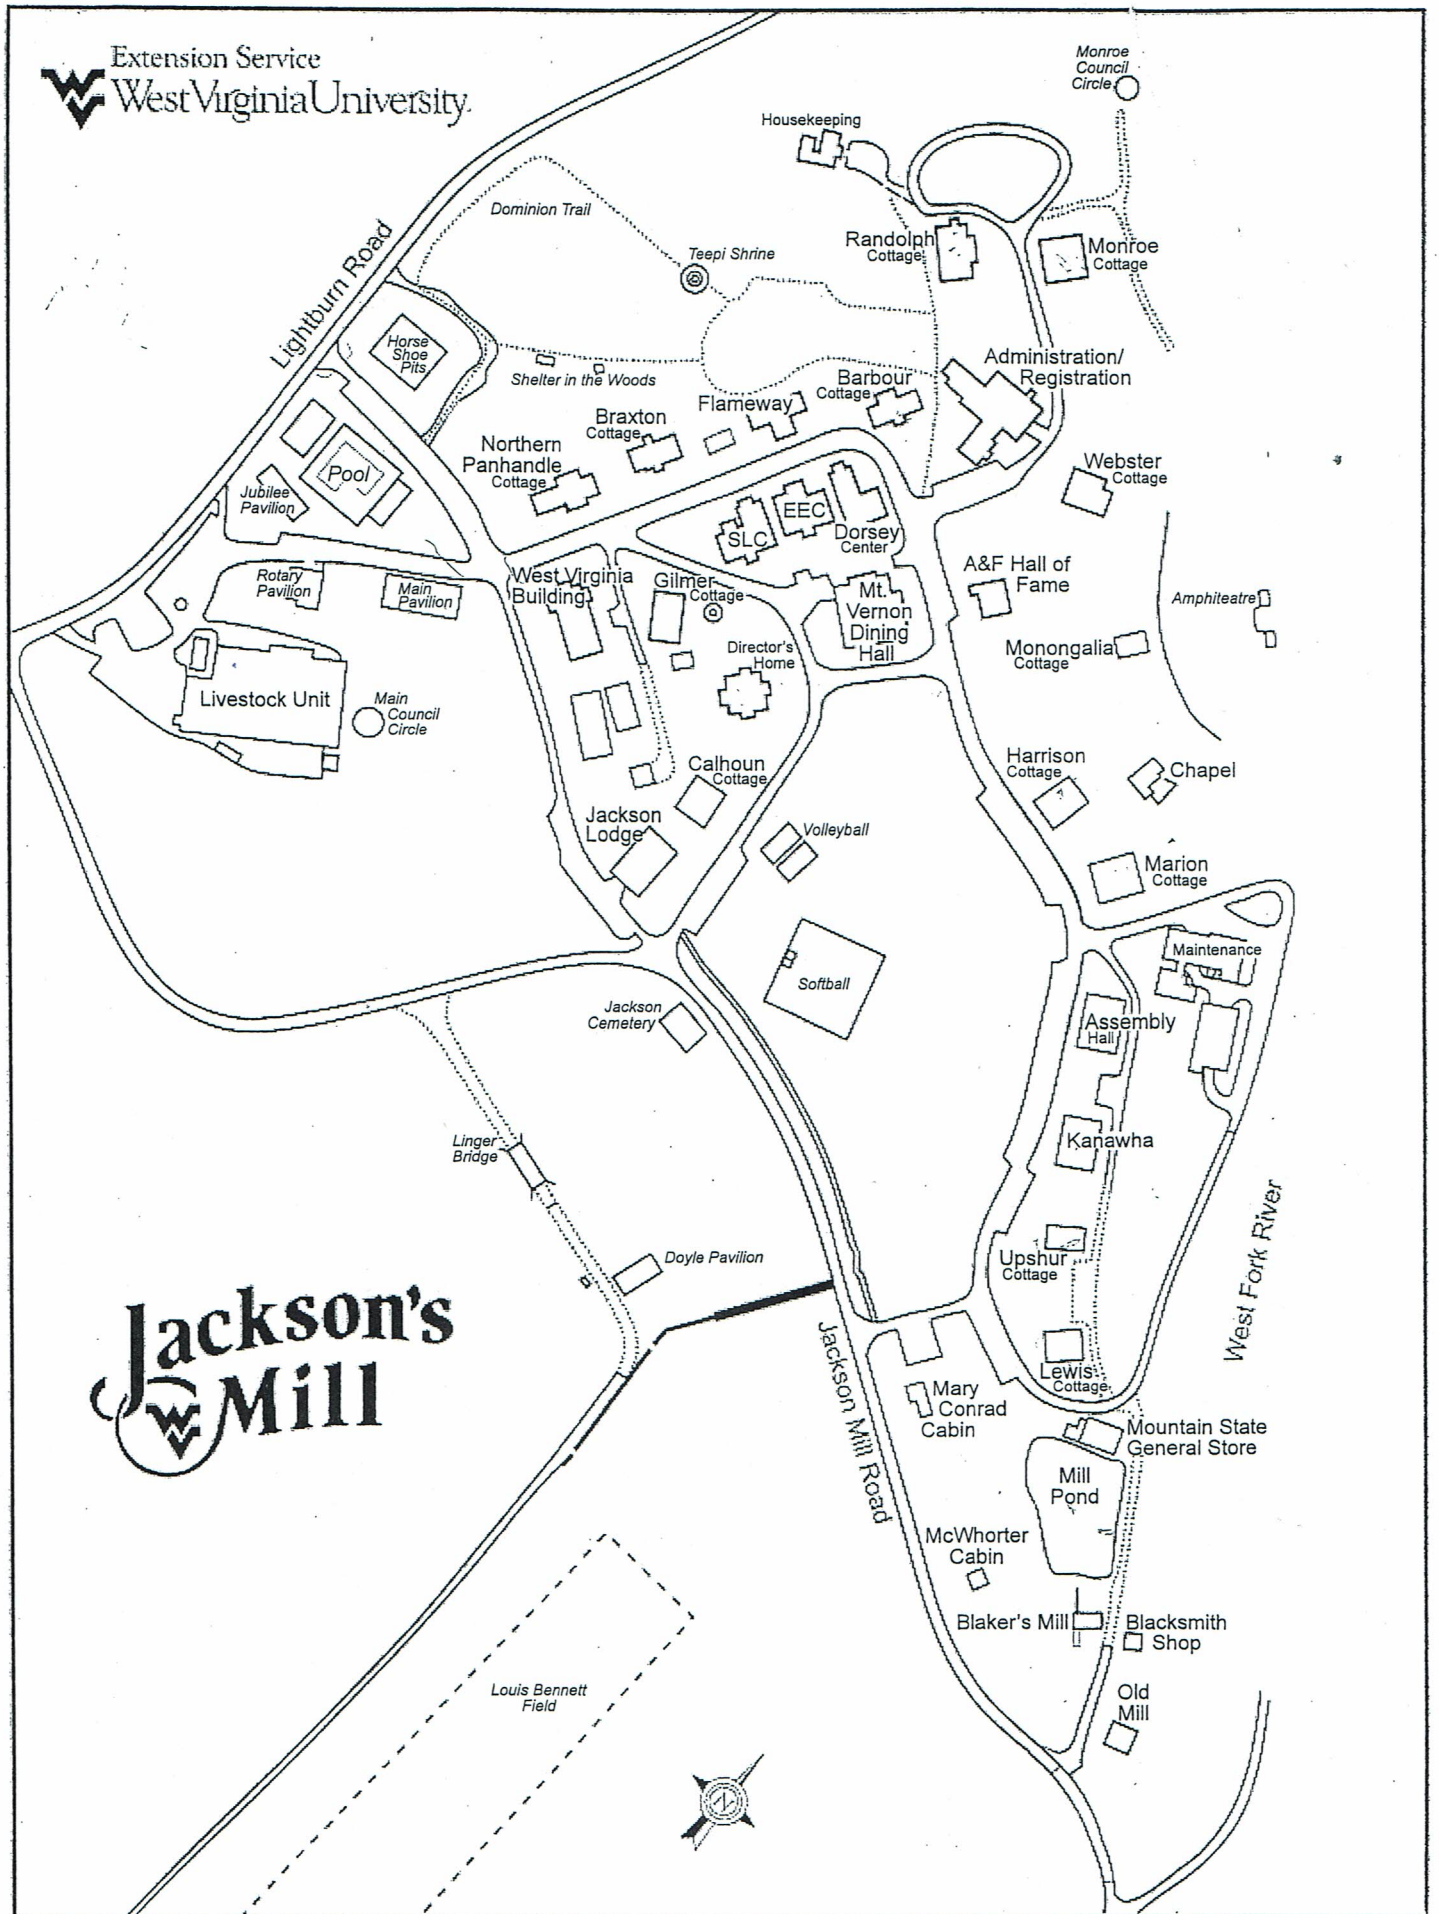 Extension Service
West Virginia University.
Monroe
Council
Circle
Housekeeping
Dominion Trail
Teepi Shrine
Randolph
Cottage
Monroe
Cottage
Lightburn Road
Horse
Shoe
Pits
Shelter in the Woods
Administration/
Registration
Barbour
Cottage
Flameway
Braxton
Cottage
Northern
Panhandle
Cottage
Webster
Cottage
Pool
Jubilee
Pavilion
EEC
SLC
Dorsey
Center
A&F Hall of
Fame
Rotary
Pavilion
Main
Pavilion
West Virginia
Building
Gilmer
Cottage
Mt.
Vernon
Dining
Hall
Amphiteatre
Monongalia
Cottage
Director's
Home
Livestock Unit
Main
Council
Circle
Harrison
Cottage
Chapel
Calhoun
Cottage
Jackson
Lodge
Volleyball
Marion
Cottage
Maintenance
Softball
Jackson
Cemetery
Assembly
Hall
Linger
Bridge
Kanawha
West Fork River
Doyle Pavilion
Upshur
Cottage
Jackson's
Mill
Jackson Mill Road
Lewis
Cottage
Mary
Conrad
Cabin
Mountain State
General Store
Mill
Pond
McWhorter
Cabin
Blaker's Mill
Blacksmith
Shop
Louis Bennett
Field
Old
Mill
N